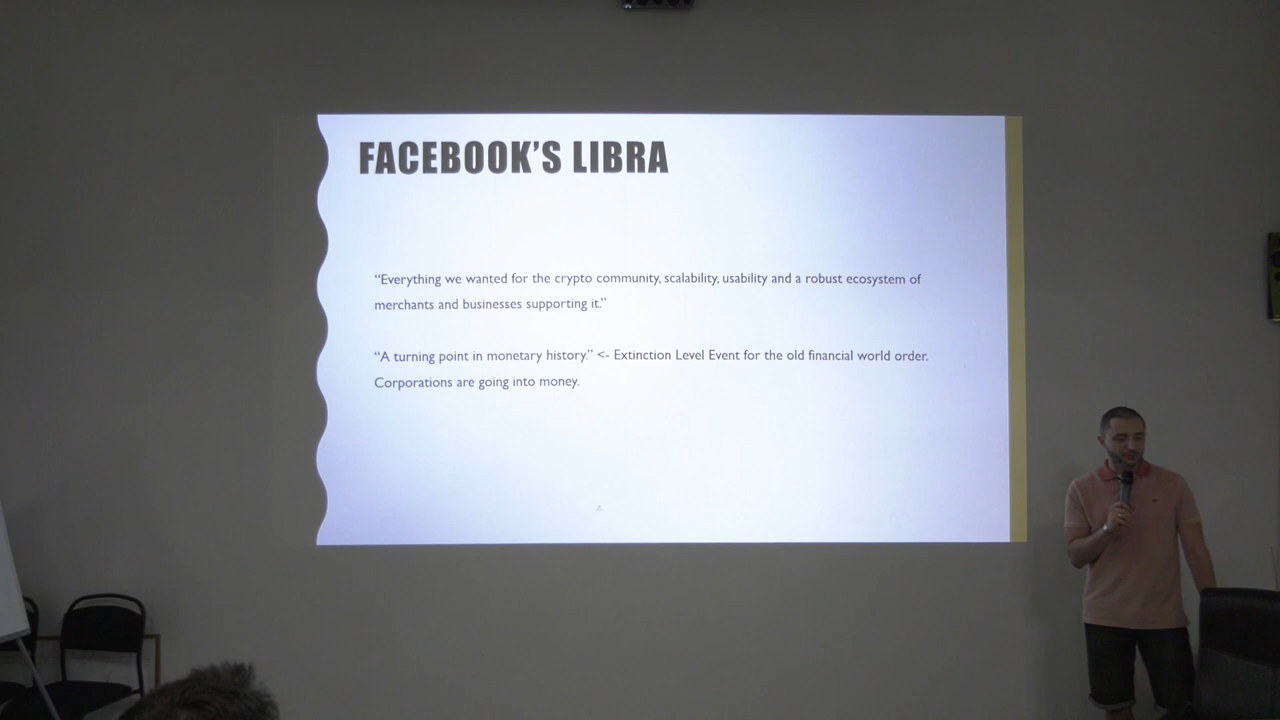 FACEBOOK’S LIBRA
“Everything we wanted for the crypto community, scalability, usability and a robust ecosystem of
merchants and businesses supporting it.”
“A turning point in monetary history.” <- Extinction Level Event for the old financial world order.
Corporations are going into money.